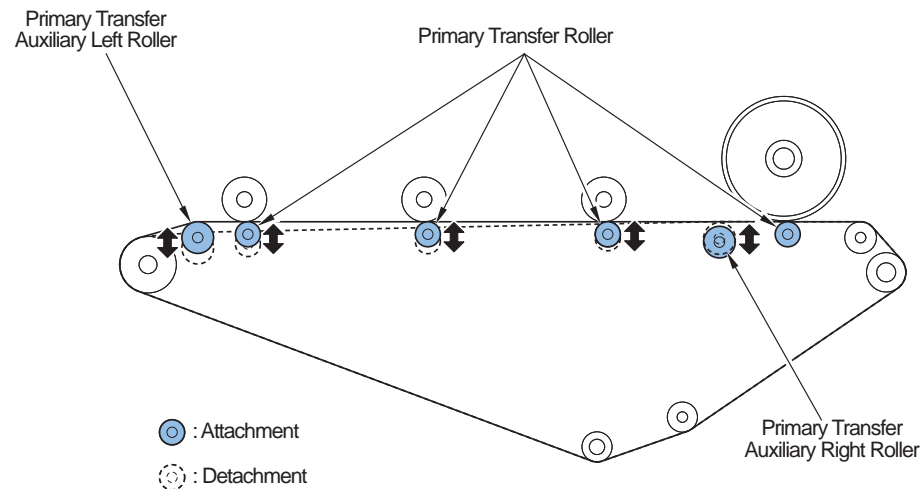 Primary Transfer
Auxiliary Left Roller
Primary Transfer Roller
: Attachment
: Detachment
Primary Transfer
Auxiliary Right Roller